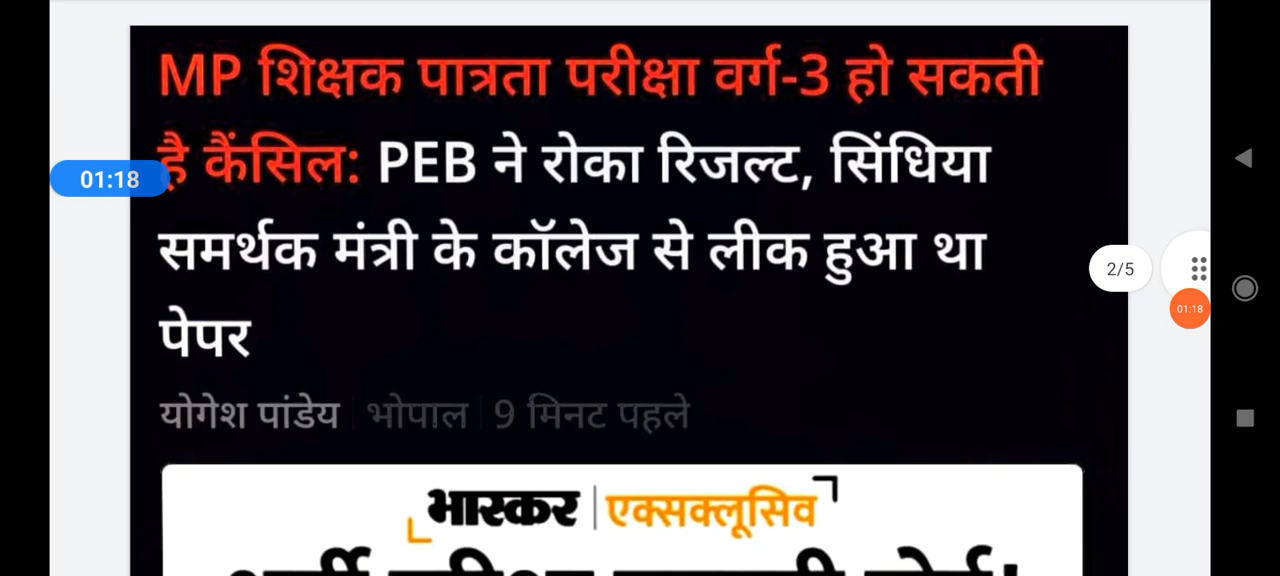 MP शिक्षक पात्रता परीक्षा वर्ग-3 हो सकती
है कैंसिल: PEB ने रोका रिजल्ट, सिंधिया
01:18
समर्थक मंत्री के कॉलेज से लीक हुआ था
2/5
01:18
पेपर
योगेश पांडेय भोपाल 9 मिनट पहले
भास्कर एक्सक्लूसिव